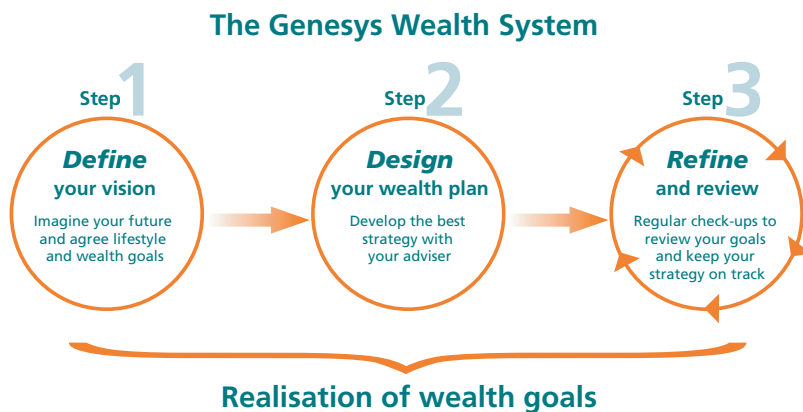 The Genesys Wealth System
Step 1
Define
your vision
Imagine your future
and agree lifestyle
and wealth goals
Step 2
Design
your wealth plan
Develop the best
strategy with
your adviser
Step 3
Refine
and review
Regular check-ups to
review your goals
and keep your
strategy on track
Realisation of wealth goals